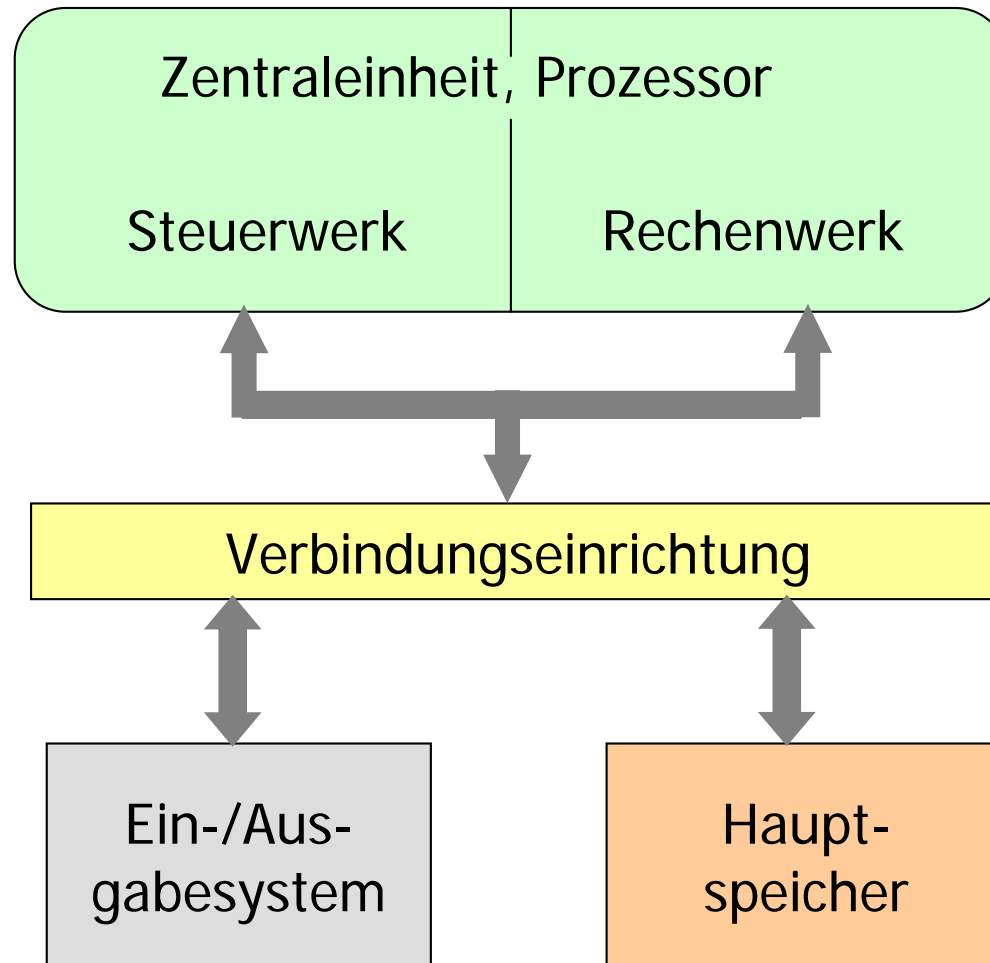 Zentraleinheit, Prozessor
Steuerwerk
Rechenwerk
Verbindungseinrichtung
Ein-/Aus-
gabesystem
Haupt-
speicher